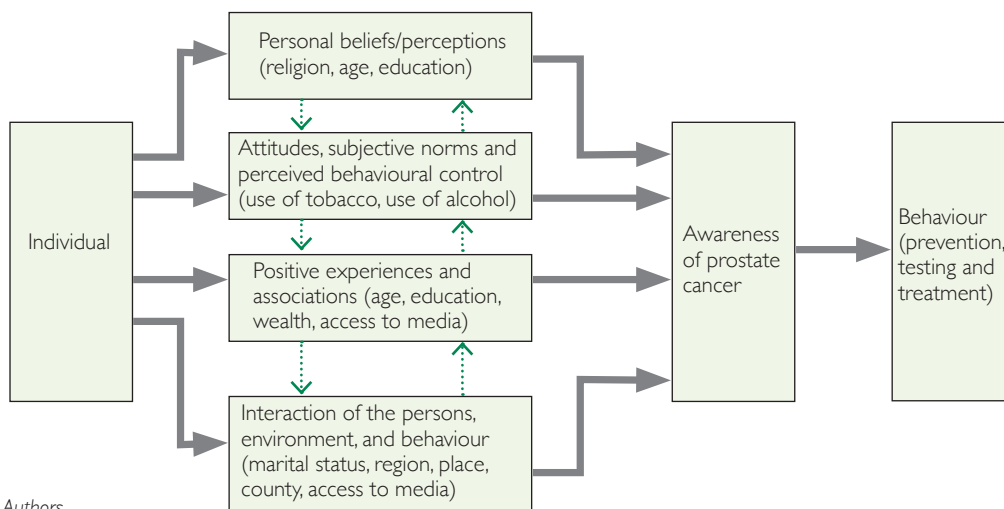 Personal beliefs/perceptions
(religion, age, education)
Attitudes, subjective norms and
perceived behavioural control
(use of tobacco, use of alcohol)
Individual
Positive experiences and
associations (age, education,
wealth, access to media)
Interaction of the persons,
environment, and behaviour
(marital status, region, place,
county, access to media)
Awareness
of prostate
cancer
Behaviour
(prevention,
testing and
treatment)
Authors